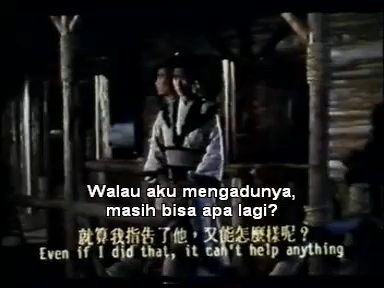 Walau aku mengadunya,
masih bisa apa lagi?
就算我指告了他，又能怎麼樣呢？
Even if I did that, it can't help anything